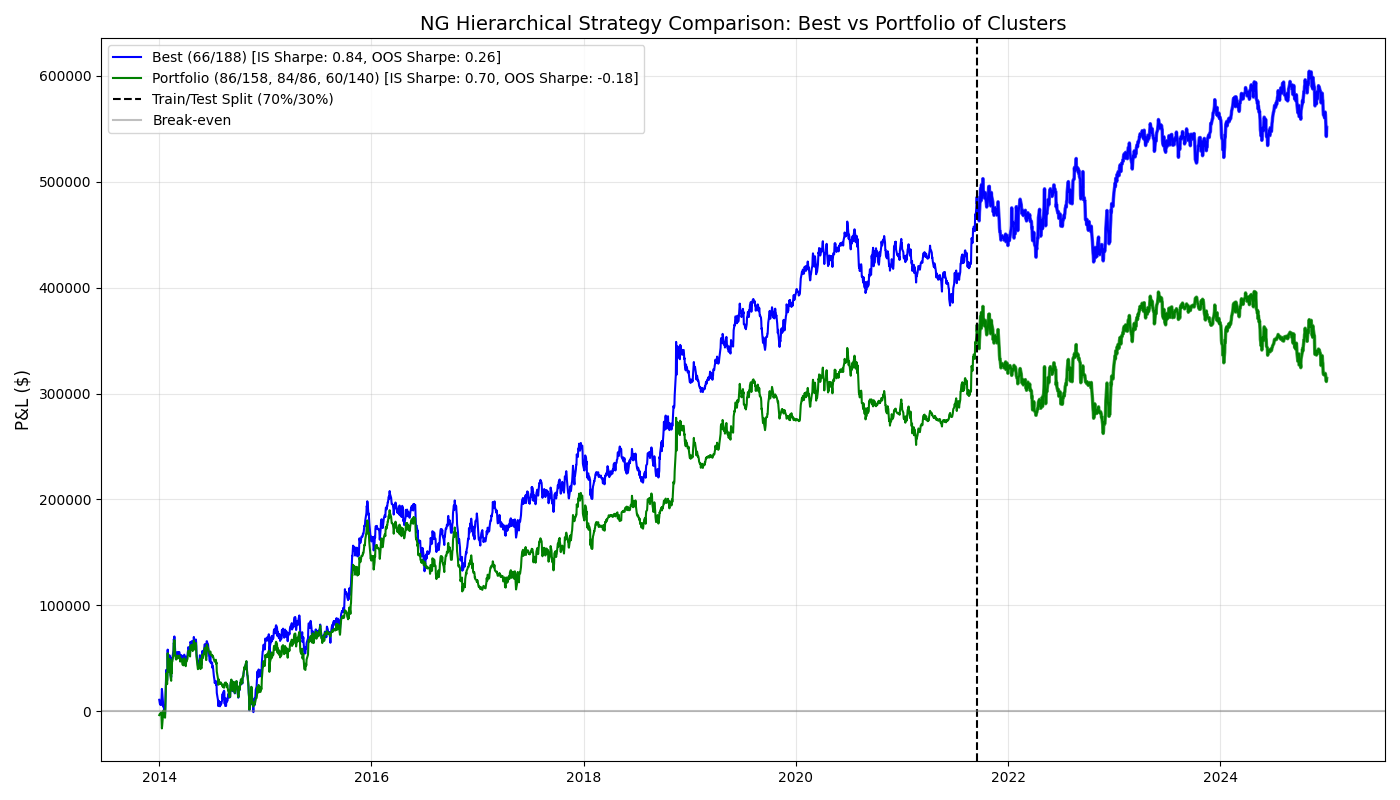 NG Hierarchical Strategy Comparison: Best vs Portfolio of Clusters
Best (66/188) [IS Sharpe: 0.84, OOS Sharpe: 0.26]
Portfolio (86/158, 84/86, 60/140) [IS Sharpe: 0.70, OOS Sharpe: -0.18]
Train/Test Split (70%/30%)
Break-even
P&L ($)
600000
500000
400000
300000
200000
100000
0
2014
2016
2018
2020
2022
2024